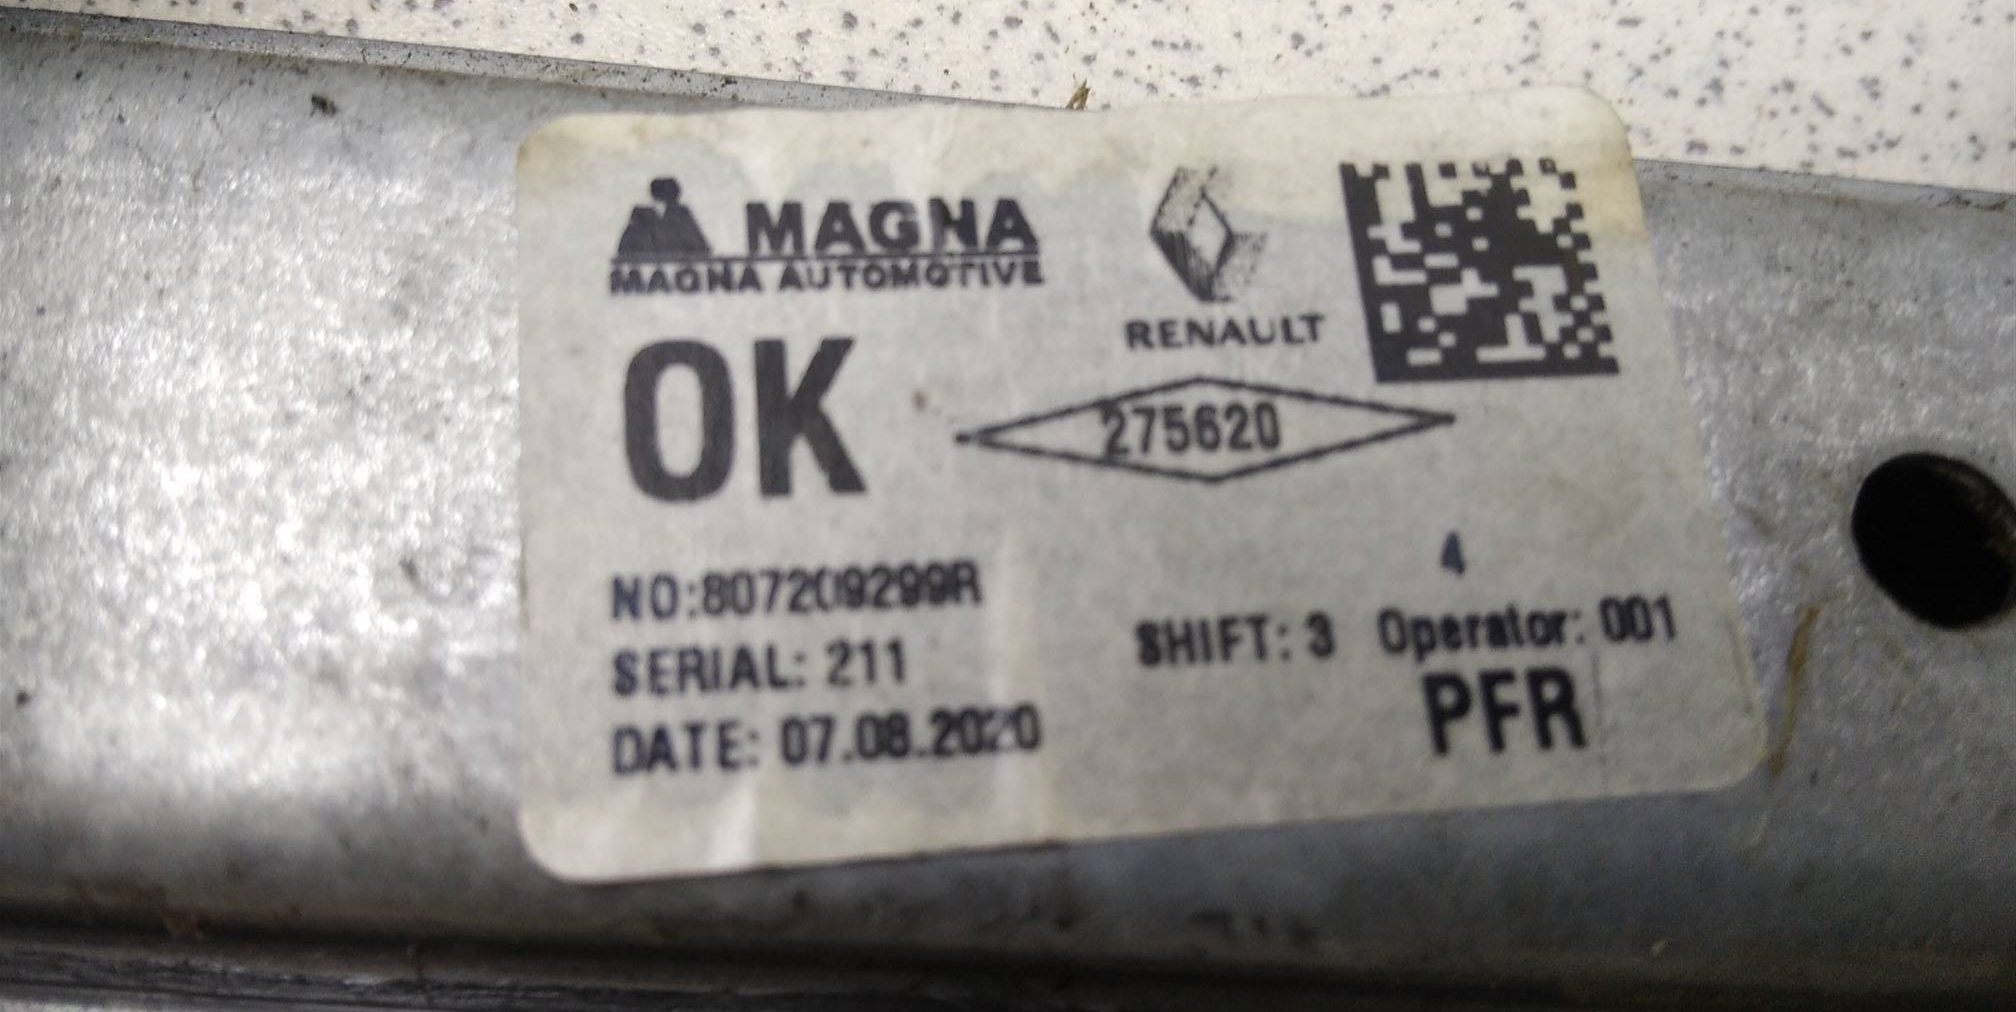 MAGNA
MAGNA AUTOMOTIVE
RENAULT
OK
275620
NO:807209299R
4
SERIAL: 211
SHIFT: 3 Operator: 001
DATE: 07.08.2020
PFR